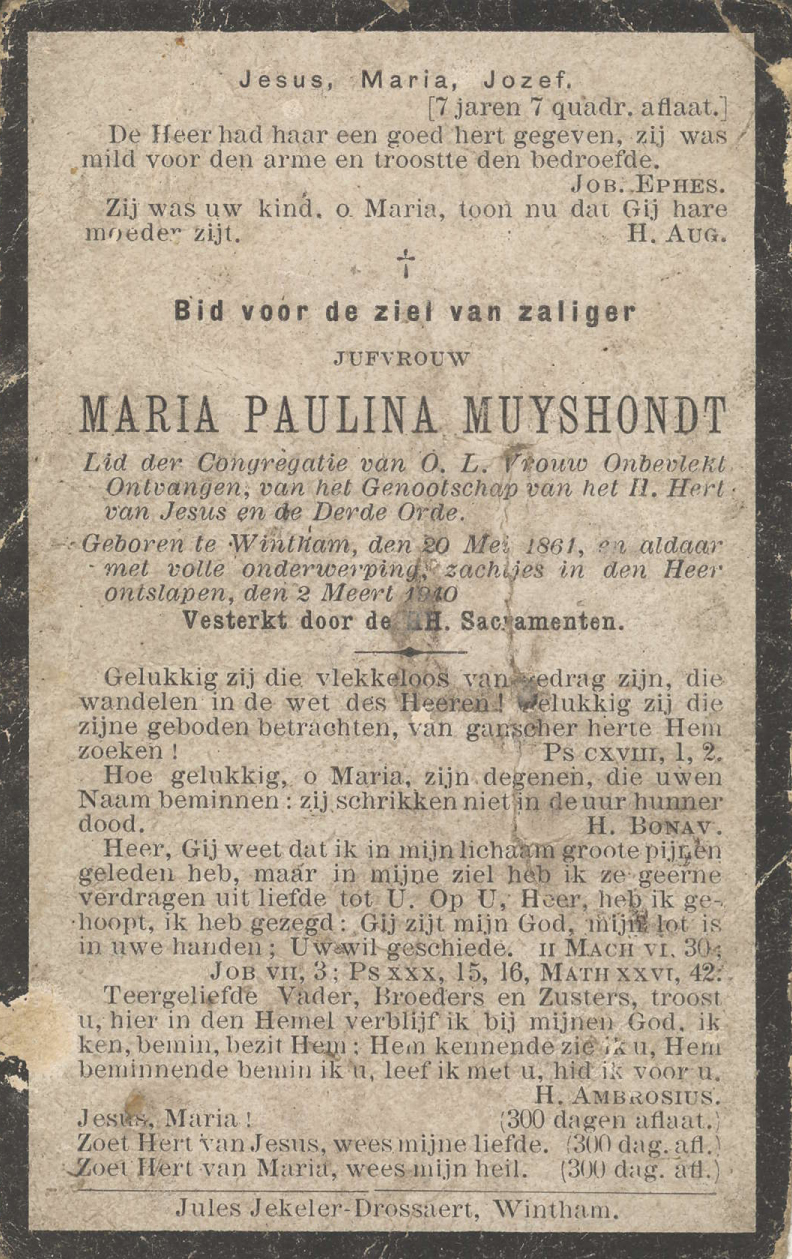 Jesus, Maria, Jozef.
[7 jaren 7 quadr. aflaat.]
De Heer had haar een goed hert gegeven, zij was
mild voor den arme en troostte den bedroefde.
JOB. EPHES.
Zij was uw kind. o Maria, toon nu dat Gij hare
moeder zijt. H. AUG.
†
Bid voor de ziel van zaliger
JUFVROUW
MARIA PAULINA MUYSHONDT
Lid der Congregatie van O. L. Vrouw Onbevlekt
Ontvangen, van het Genootschap van het H. Hert
van Jesus en de Derde Orde.
Geboren te Wintham, den 20 Mei 1861, en aldaar
met volle onderwerping, zachtjes in den Heer
ontslapen, den 2 Meert 1910
Vesterkt door de HH. Sacramenten.
Gelukkig zij die vlekkeloos van gedrag zijn, die
wandelen in de wet des Heeren! Gelukkig zij die
zijne geboden betrachten, van ganscher herte Hem
zoeken! PS CXVIII, 1, 2.
Hoe gelukkig, o Maria, zijn degenen, die uwen
Naam beminnen: zij schrikken niet in de uur hunner
dood. H. BONAV.
Heer, Gij weet dat ik in mijn lichaam groote pijnen
geleden heb, maar in mijne ziel heb ik ze geerne
verdragen uit liefde tot U. Op U, Heer, heb ik ge-
hoopt, ik heb gezegd: Gij zijt mijn God, mijn lot is
in uwe handen; Uw wil geschiede. II MACH VI, 30;
JOB VII, 3; PS XXX, 15, 16, MATH XXVI, 42.
Teergeliefde Vader, Broeders en Zusters, troost
u, hier in den Hemel verblijf ik bij mijnen God. ik
ken, bemin, bezit Hem; Hem kennende zie ik u, Hem
beminnende bemin ik u, leef ik met u, bid ik voor u.
H. AMBROSIUS.
Jesus, Maria! (300 dagen aflaat.)
Zoet Hert van Jesus, wees mijne liefde. (300 dag. afl.)
Zoet Hert van Maria, wees mijn heil. (300 dag. afl.)
Jules Jekeler-Drossaert, Wintham.